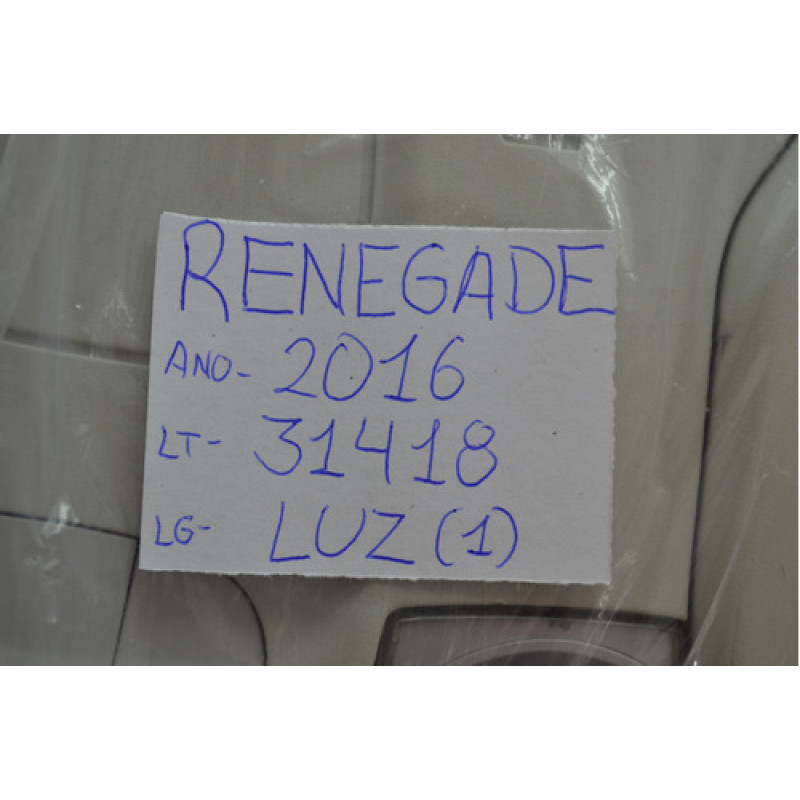 RENEGADE
ANO- 2016
LT- 31418
LG- LUZ (1)